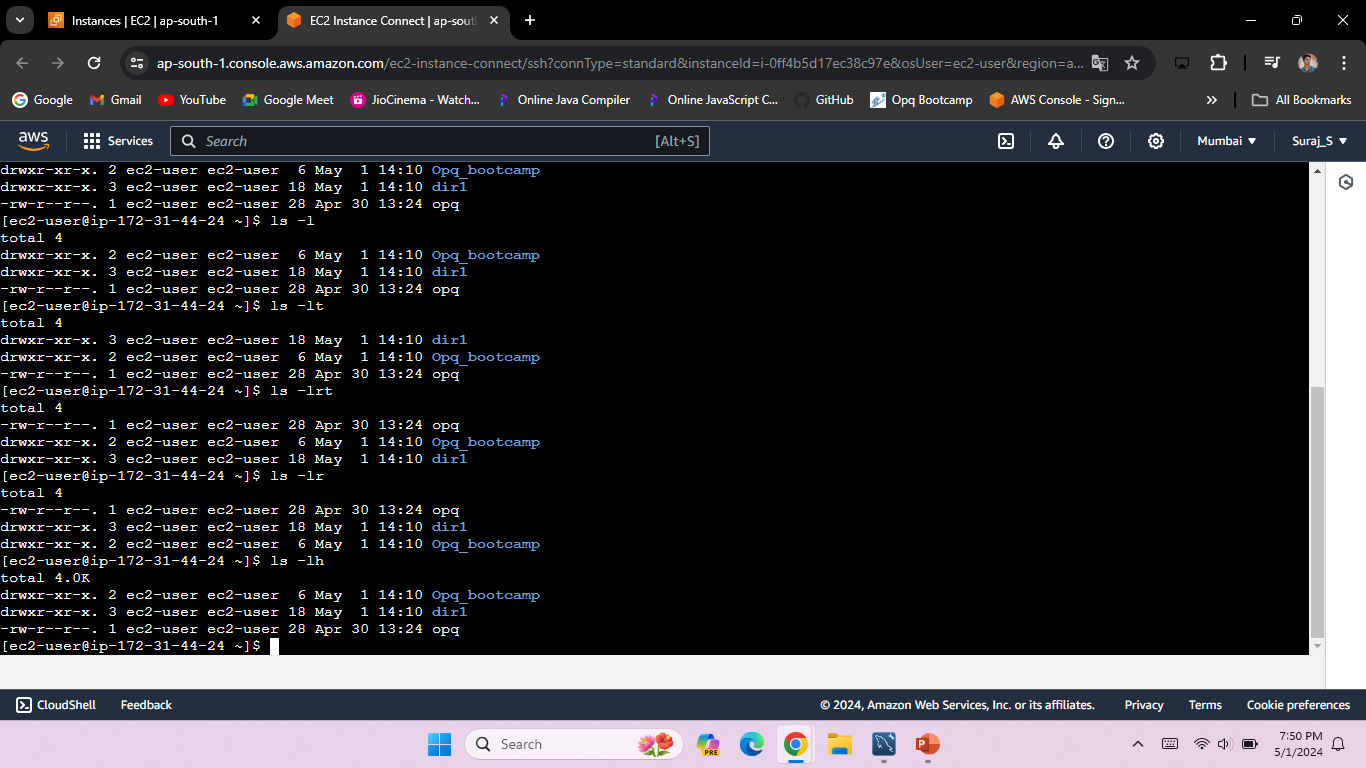 Instances | EC2 | ap-south-1
EC2 Instance Connect | ap-sout
ap-south-1.console.aws.amazon.com/ec2-instance-connect/ssh?connType=standard&instanceId=i-0ff4b5d17ec38c97e&osUser=ec2-user&region=a...
Google Gmail YouTube Google Meet JioCinema - Watch... Online Java Compiler Online JavaScript C... GitHub Opq Bootcamp AWS Console - Sign... » All Bookmarks
aws Services Search [Alt+S] Mumbai Suraj_S
drwxr-xr-x. 2 ec2-user ec2-user  6 May  1 14:10 Opq_bootcamp
drwxr-xr-x. 3 ec2-user ec2-user 18 May  1 14:10 dir1
-rw-r--r--. 1 ec2-user ec2-user 28 Apr 30 13:24 opq
[ec2-user@ip-172-31-44-24 ~]$ ls -l
total 4
drwxr-xr-x. 2 ec2-user ec2-user  6 May  1 14:10 Opq_bootcamp
drwxr-xr-x. 3 ec2-user ec2-user 18 May  1 14:10 dir1
-rw-r--r--. 1 ec2-user ec2-user 28 Apr 30 13:24 opq
[ec2-user@ip-172-31-44-24 ~]$ ls -lt
total 4
drwxr-xr-x. 3 ec2-user ec2-user 18 May  1 14:10 dir1
drwxr-xr-x. 2 ec2-user ec2-user  6 May  1 14:10 Opq_bootcamp
-rw-r--r--. 1 ec2-user ec2-user 28 Apr 30 13:24 opq
[ec2-user@ip-172-31-44-24 ~]$ ls -lrt
total 4
-rw-r--r--. 1 ec2-user ec2-user 28 Apr 30 13:24 opq
drwxr-xr-x. 2 ec2-user ec2-user  6 May  1 14:10 Opq_bootcamp
drwxr-xr-x. 3 ec2-user ec2-user 18 May  1 14:10 dir1
[ec2-user@ip-172-31-44-24 ~]$ ls -lr
total 4
-rw-r--r--. 1 ec2-user ec2-user 28 Apr 30 13:24 opq
drwxr-xr-x. 3 ec2-user ec2-user 18 May  1 14:10 dir1
drwxr-xr-x. 2 ec2-user ec2-user  6 May  1 14:10 Opq_bootcamp
[ec2-user@ip-172-31-44-24 ~]$ ls -lh
total 4.0K
drwxr-xr-x. 2 ec2-user ec2-user  6 May  1 14:10 Opq_bootcamp
drwxr-xr-x. 3 ec2-user ec2-user 18 May  1 14:10 dir1
-rw-r--r--. 1 ec2-user ec2-user 28 Apr 30 13:24 opq
[ec2-user@ip-172-31-44-24 ~]$
CloudShell Feedback © 2024, Amazon Web Services, Inc. or its affiliates. Privacy Terms Cookie preferences
Search PRE 7:50 PM
5/1/2024